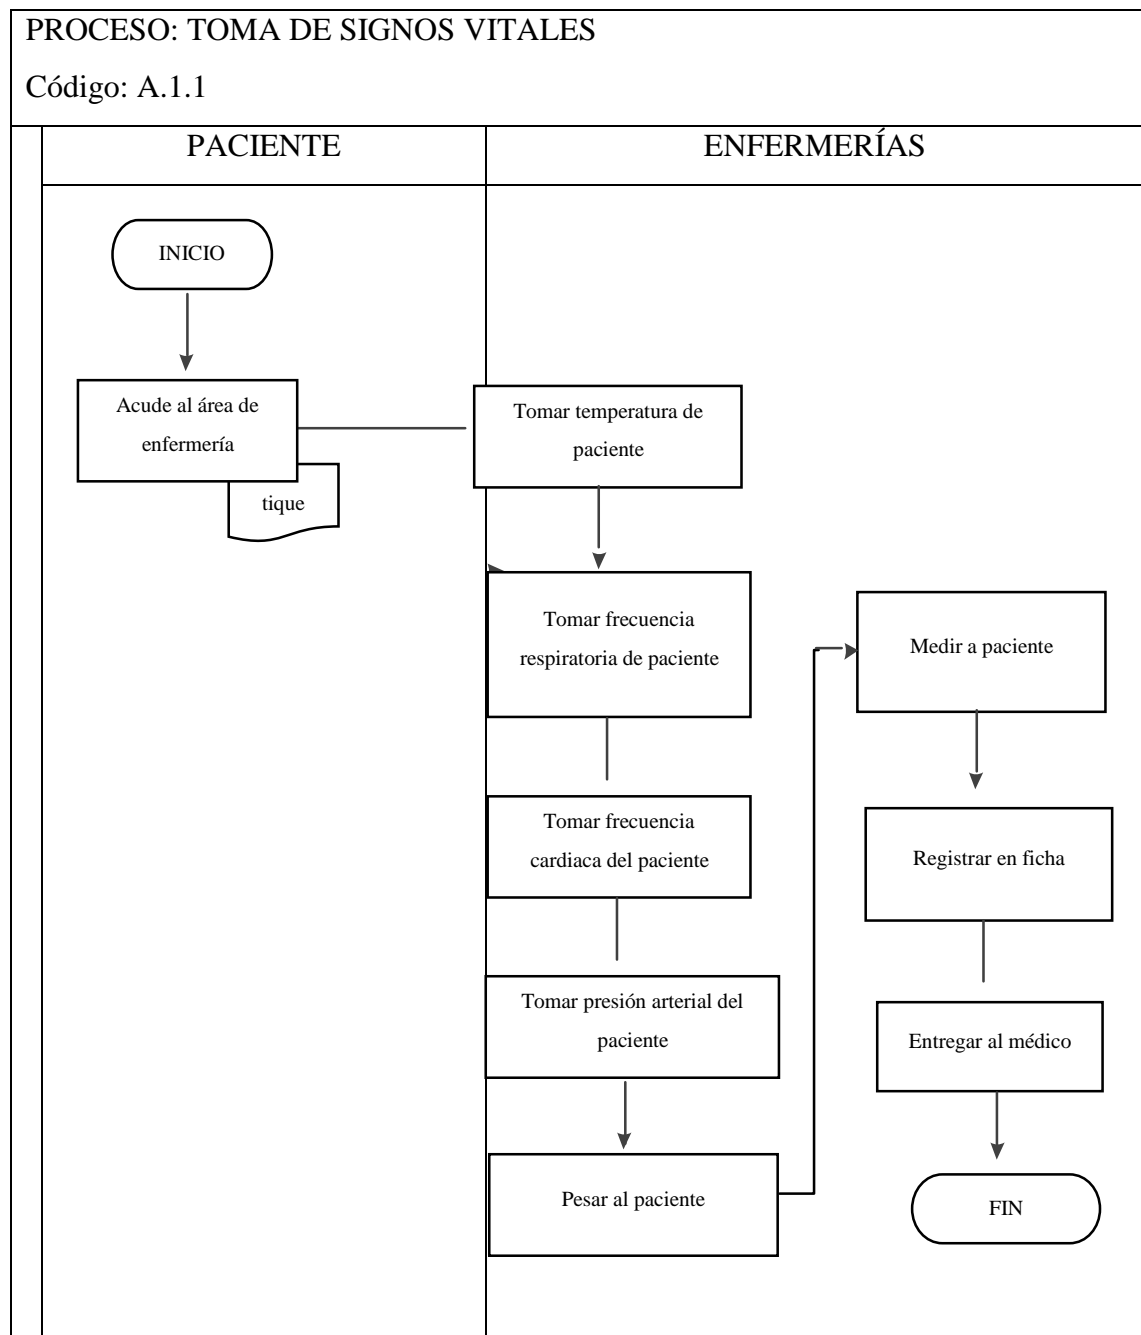 PROCESO: TOMA DE SIGNOS VITALES
Código: A.1.1
PACIENTE
ENFERMERÍAS
INICIO
Acude al área de
enfermería
tique
Tomar temperatura de
paciente
Tomar frecuencia
respiratoria de paciente
Tomar frecuencia
cardiaca del paciente
Tomar presión arterial del
paciente
Pesar al paciente
Medir a paciente
Registrar en ficha
Entregar al médico
FIN